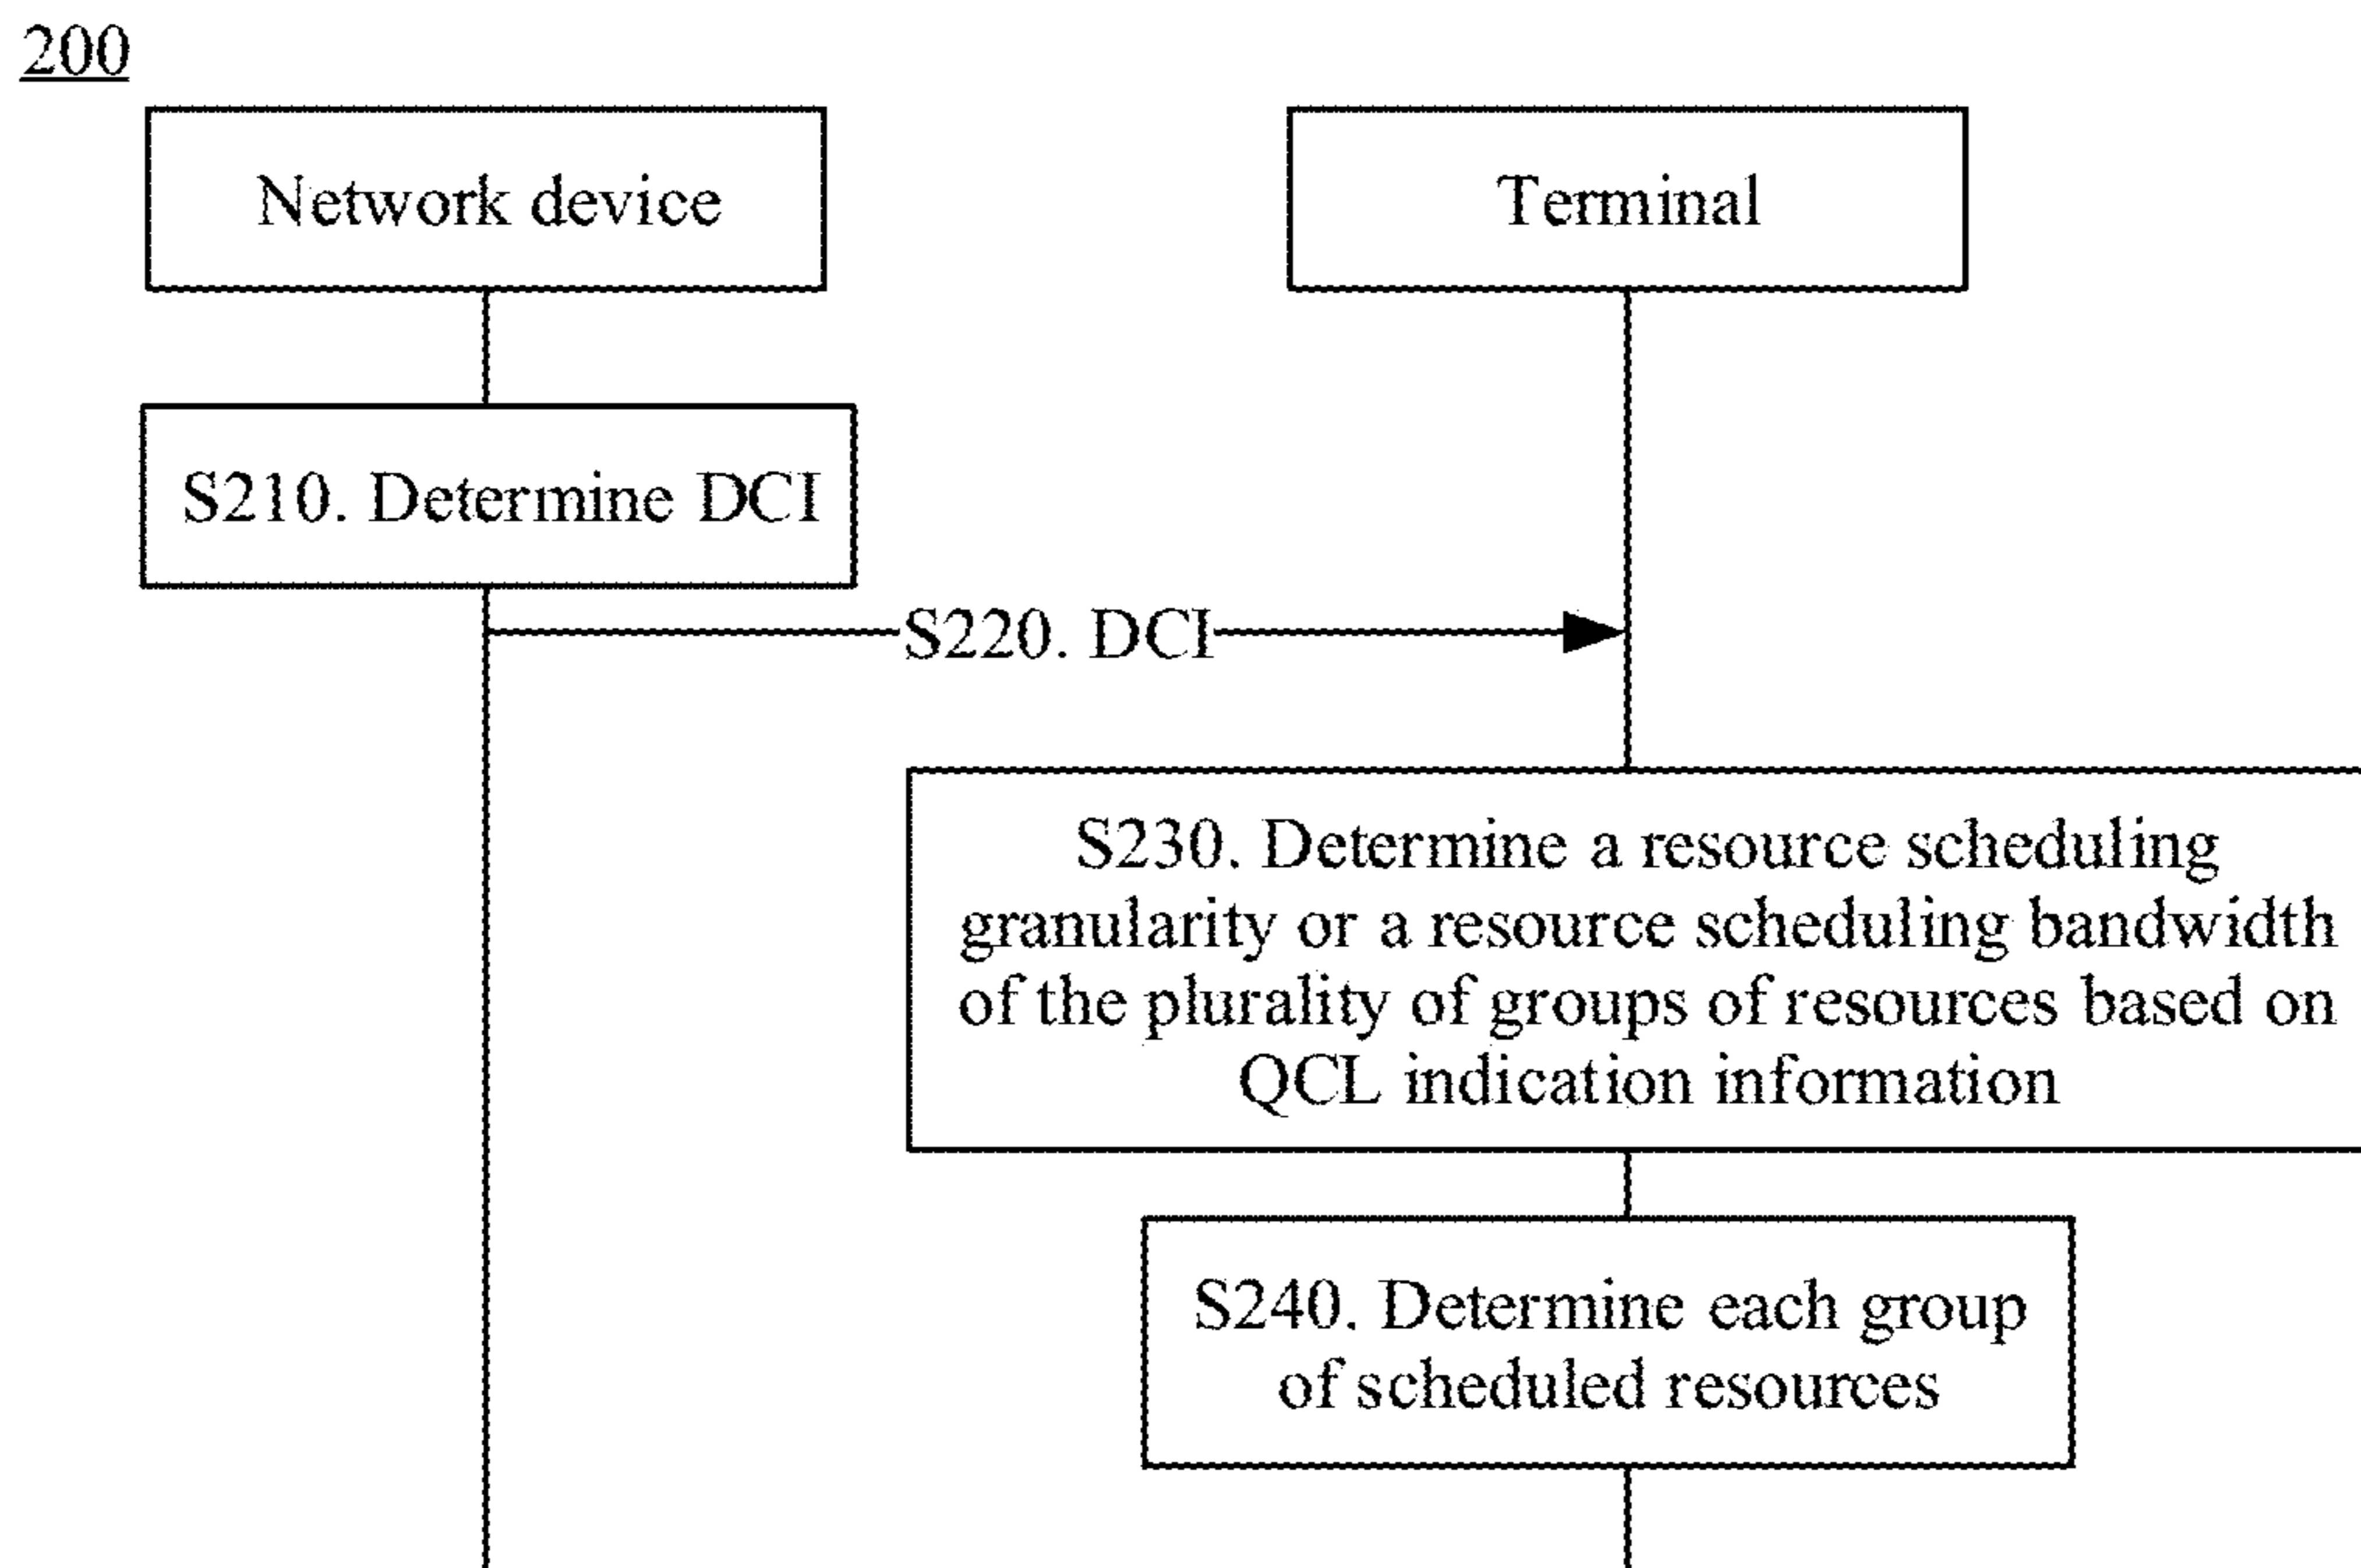 200
Network device
Terminal
S210. Determine DCI
S220. DCI
S230. Determine a resource scheduling
granularity or a resource scheduling bandwidth
of the plurality of groups of resources based on
QCL indication information
S240. Determine each group
of scheduled resources